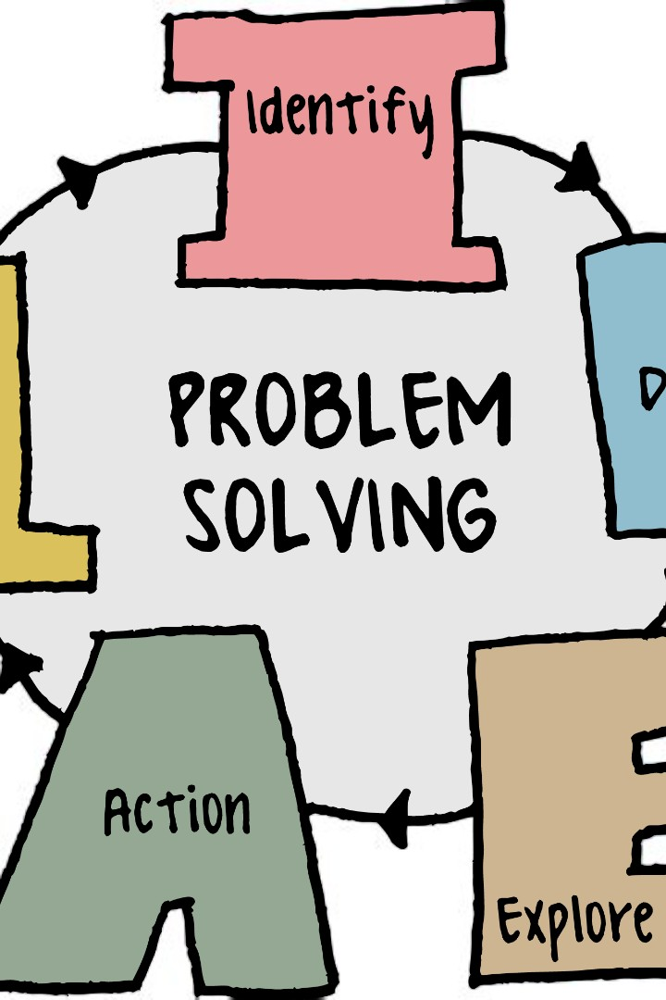 Identify
PROBLEM
SOLVING
Action
Explore